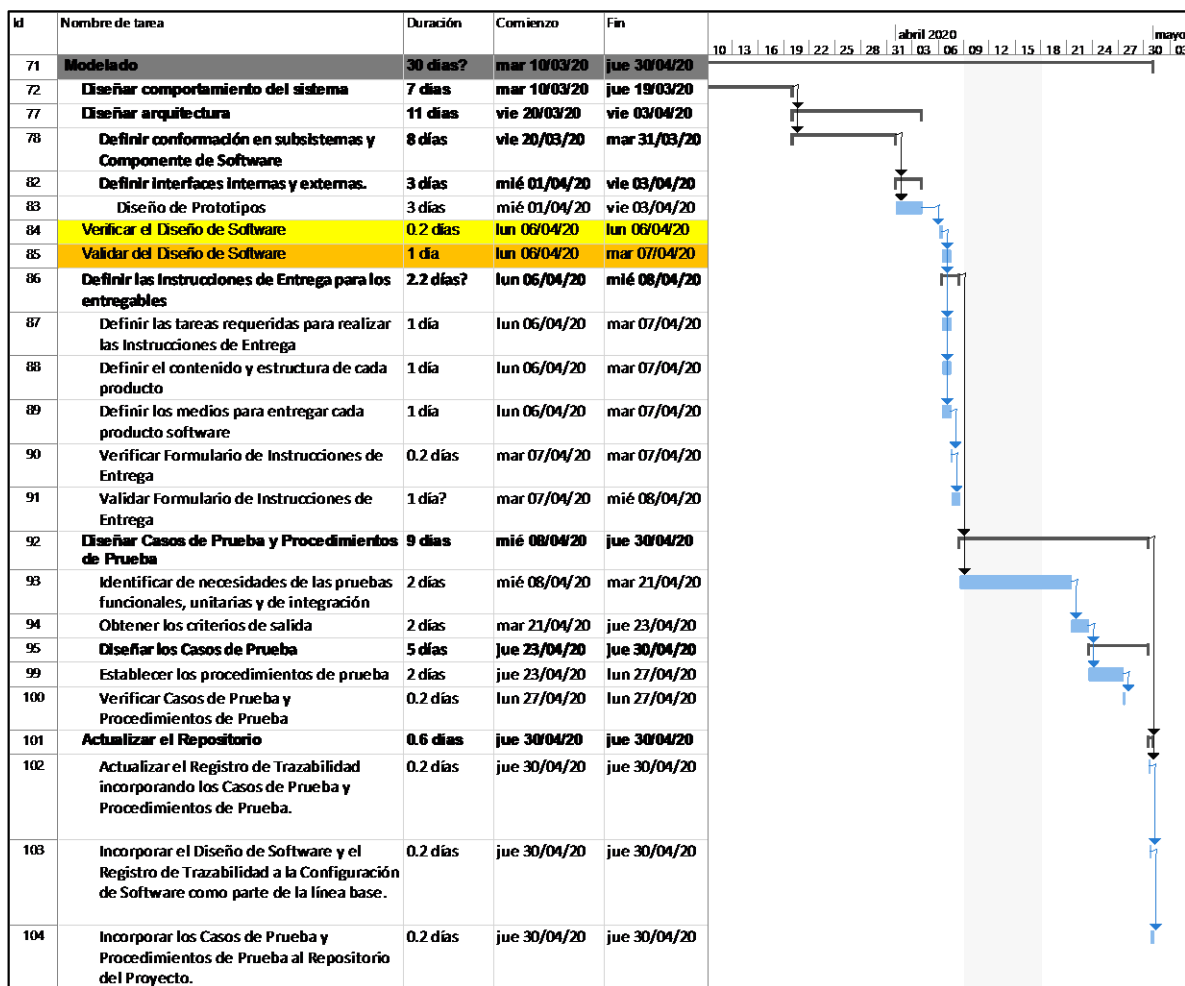 Id Nombre de tarea Duración Comienzo Fin
abril 2020 mayo
10 13 16 19 22 25 28 31 03 06 09 12 15 18 21 24 27 30 03
71 Modelado 30 días? mar 10/03/20 jue 30/04/20
72 Diseñar comportamiento del sistema 7 días mar 10/03/20 jue 19/03/20
77 Diseñar arquitectura 11 días vie 20/03/20 vie 03/04/20
78 Definir conformación en subsistemas y 8 días vie 20/03/20 mar 31/03/20
Componente de Software
82 Definir interfaces internas y externas. 3 días mié 01/04/20 vie 03/04/20
83 Diseño de Prototipos 3 días mié 01/04/20 vie 03/04/20
84 Verificar el Diseño de Software 0.2 días lun 06/04/20 lun 06/04/20
85 Validar del Diseño de Software 1 día lun 06/04/20 mar 07/04/20
86 Definir las Instrucciones de Entrega para los 2.2 días? lun 06/04/20 mié 08/04/20
entregables
87 Definir las tareas requeridas para realizar 1 día lun 06/04/20 mar 07/04/20
las Instrucciones de Entrega
88 Definir el contenido y estructura de cada 1 día lun 06/04/20 mar 07/04/20
producto
89 Definir los medios para entregar cada 1 día lun 06/04/20 mar 07/04/20
producto software
90 Verificar Formulario de Instrucciones de 0.2 días mar 07/04/20 mar 07/04/20
Entrega
91 Validar Formulario de Instrucciones de 1 día? mar 07/04/20 mié 08/04/20
Entrega
92 Diseñar Casos de Prueba y Procedimientos 9 días mié 08/04/20 jue 30/04/20
de Prueba
93 Identificar de necesidades de las pruebas 2 días mié 08/04/20 mar 21/04/20
funcionales, unitarias y de integración
94 Obtener los criterios de salida 2 días mar 21/04/20 jue 23/04/20
95 Diseñar los Casos de Prueba 5 días jue 23/04/20 jue 30/04/20
99 Establecer los procedimientos de prueba 2 días jue 23/04/20 lun 27/04/20
100 Verificar Casos de Prueba y 0.2 días lun 27/04/20 lun 27/04/20
Procedimientos de Prueba
101 Actualizar el Repositorio 0.6 días jue 30/04/20 jue 30/04/20
102 Actualizar el Registro de Trazabilidad 0.2 días jue 30/04/20 jue 30/04/20
incorporando los Casos de Prueba y
Procedimientos de Prueba.
103 Incorporar el Diseño de Software y el 0.2 días jue 30/04/20 jue 30/04/20
Registro de Trazabilidad a la Configuración
de Software como parte de la línea base.
104 Incorporar los Casos de Prueba y 0.2 días jue 30/04/20 jue 30/04/20
Procedimientos de Prueba al Repositorio
del Proyecto.